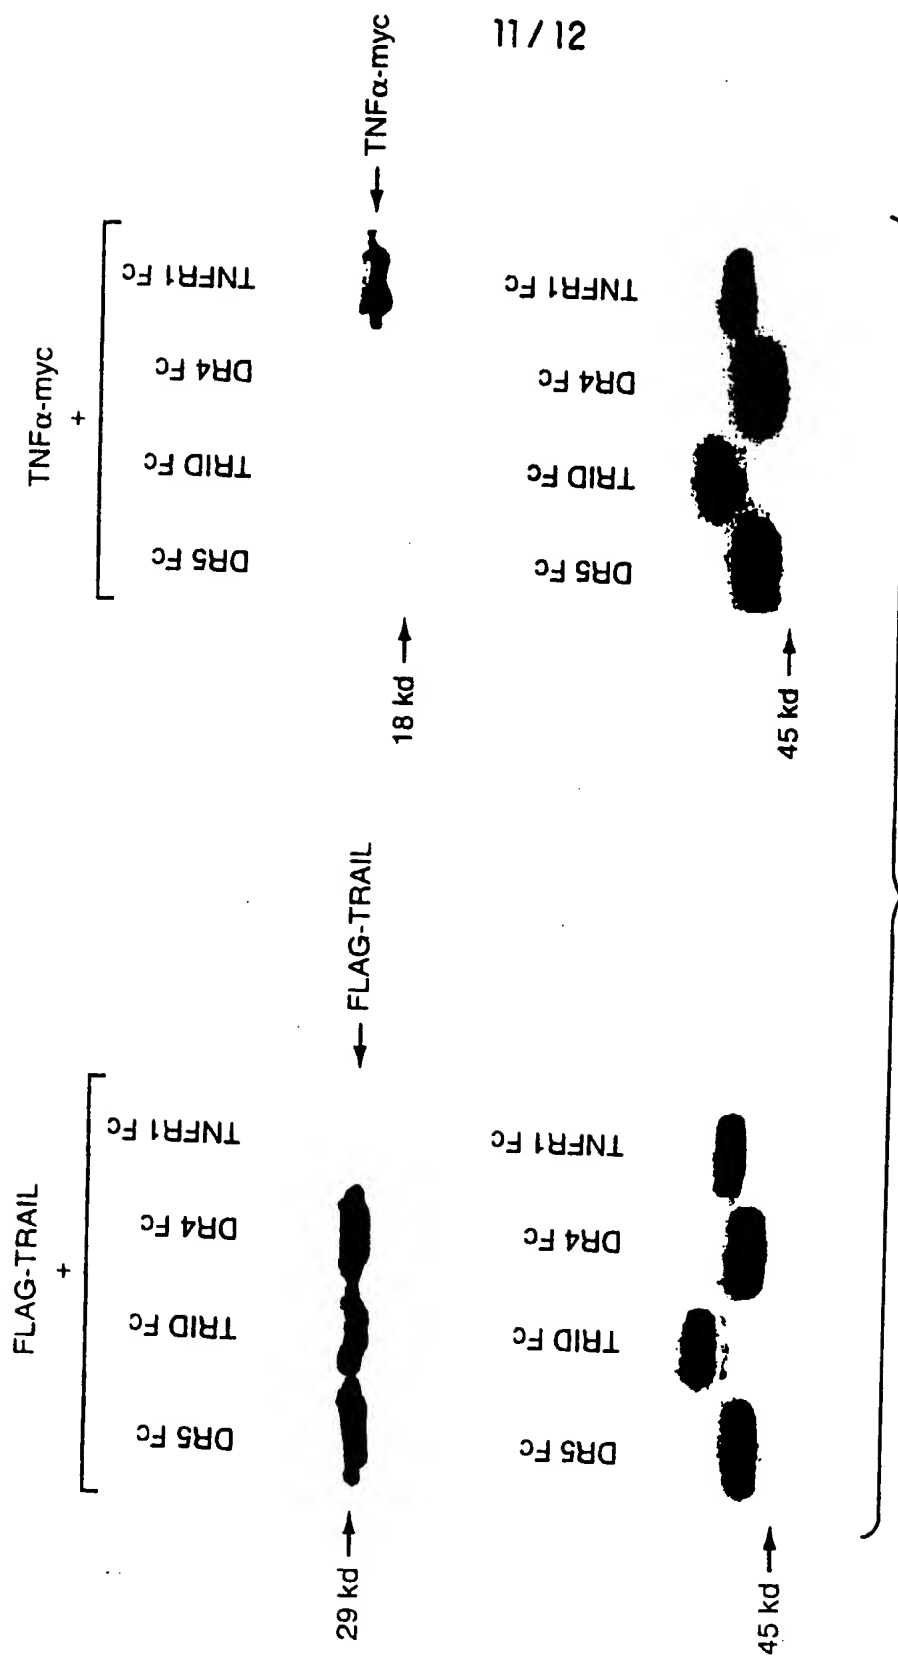 11/12
FLAG-TRAIL
+
DR5 Fc
TRID Fc
DR4 Fc
TNFR1 Fc
29 kd →
← FLAG-TRAIL
DR5 Fc
TRID Fc
DR4 Fc
TNFR1 Fc
45 kd →
TNFα-myc
+
DR5 Fc
TRID Fc
DR4 Fc
TNFR1 Fc
18 kd →
← TNFα-myc
DR5 Fc
TRID Fc
DR4 Fc
TNFR1 Fc
45 kd →